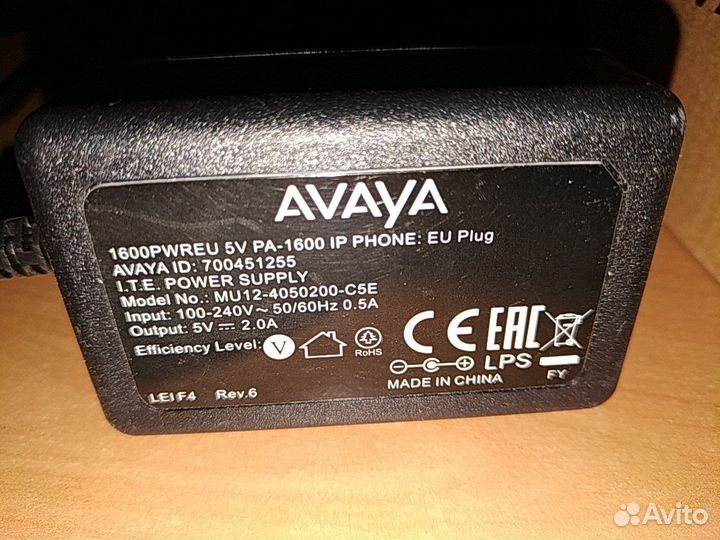 AVAYA
1600PWREU 5V PA-1600 IP PHONE: EU Plug
AVAYA ID: 700451255
I.T.E. POWER SUPPLY
Model No.: MU12-4050200-C5E
Input: 100-240V~ 50/60Hz 0.5A
Output: 5V⎓2.0A
Efficiency Level: V
RoHS
CE EAC
LPS
MADE IN CHINA
FY
LEI F4 Rev.6
Avito